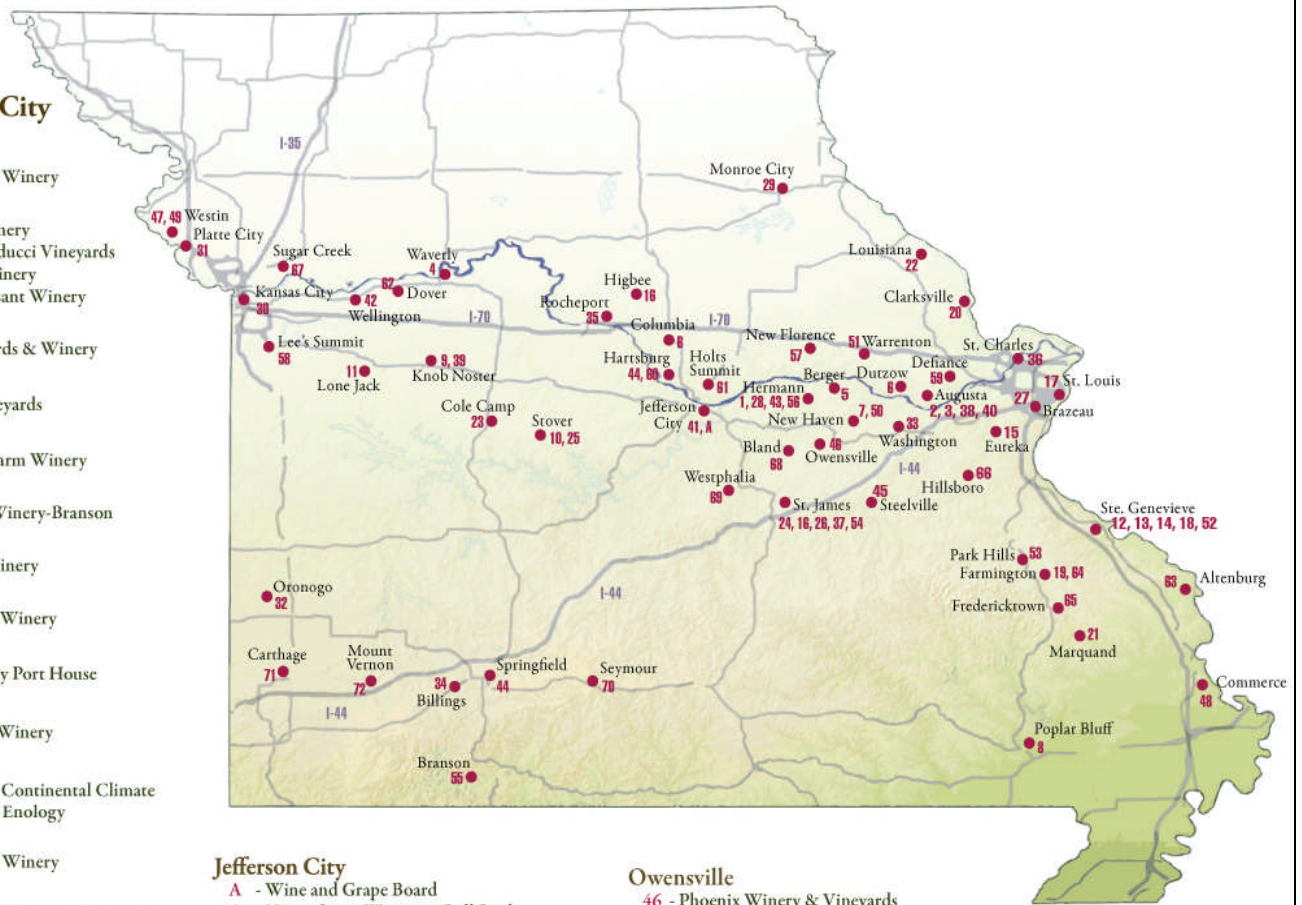 City
Winery
nery
ducci Vineyards
inery
sant Winery
rds & Winery
eyards
arm Winery
Winery-Branson
inery
Winery
y Port House
Winery
Continental Climate
Enology
Winery
I-35
Monroe City
29
47, 49 Westin
Platte City
31
Sugar Creek
67
Waverly
4
Louisiana
22
Kansas City
30
42
Wellington
62
Dover
Higbee
16
Rocheport
35
Clarksville
20
I-70
I-70
Columbia
6
Lee's Summit
58
11
Lone Jack
9, 39
Knob Noster
Hartsburg
44, 60
Holts
Summit
61
New Florence
57
51 Warrenton
St. Charles
36
Defiance
59
Dutzow
6
Berger
5
Hermann
1, 28, 43, 56
Augusta
2, 3, 38, 40
17 St. Louis
27
Brazeau
Cole Camp
23
Stover
10, 25
Jefferson
City 41, A
New Haven
7, 50
33
Washington
15
Eureka
Bland
68
46
Owensville
I-44
66
Hillsboro
Westphalia
69
St. James
24, 16, 26, 37, 54
45
Steelville
Ste. Genevieve
12, 13, 14, 18, 52
Park Hills 53
Farmington 19, 64
63 Altenburg
Oronogo
32
I-44
Fredericktown 65
21
Marquand
Carthage
71
Mount
Vernon
72
34
Billings
Springfield
44
Seymour
70
Commerce
48
I-44
Poplar Bluff
8
Branson
55
Jefferson City
A - Wine and Grape Board
Owensville
46 - Phoenix Winery & Vineyards